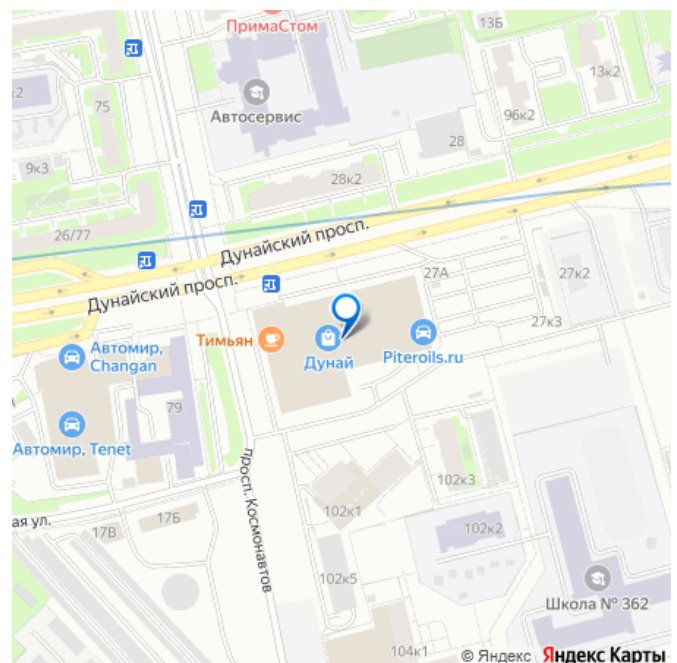 ПримаСтом
13Б
13к2
к2
75
Автосервис
96к2
28
9к3
28к2
26/77
Дунайский просп.
Дунайский просп.
27А
27к2
27к3
Тимьян
Дунай
Piteroils.ru
Автомир,
Changan
79
Автомир, Tenet
просп. Космонавтов
102к3
102к1
102к2
ая ул.
17В
17Б
102к5
Школа № 362
104к1
© Яндекс Яндекс Карты